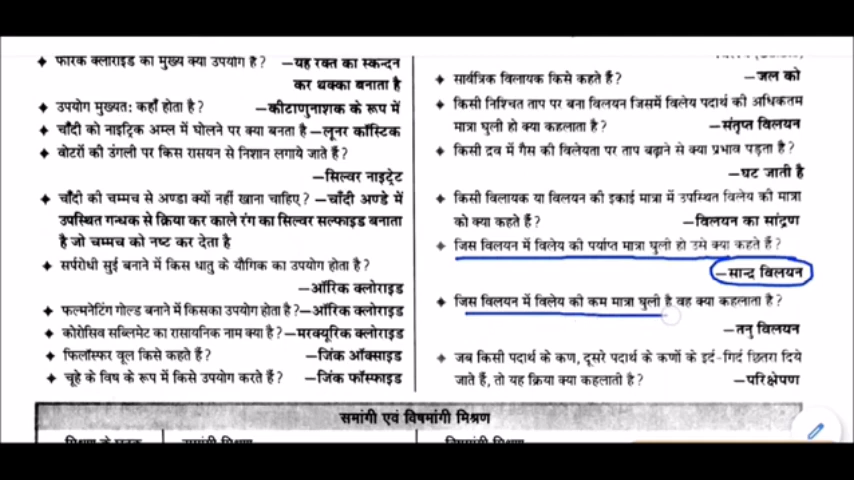 फेरिक क्लोराइड का मुख्य क्या उपयोग है? –यह रक्त का स्कन्दन
कर थक्का बनाता है
उपयोग मुख्यत: कहाँ होता है? –कीटाणुनाशक के रूप में
चाँदी को नाइट्रिक अम्ल में घोलने पर क्या बनता है –लूनर कॉस्टिक
वोटरों की उंगली पर किस रासयन से निशान लगाये जाते हैं?
–सिल्वर नाइट्रेट
चाँदी की चम्मच से अण्डा क्यों नहीं खाना चाहिए? –चाँदी अण्डे में
उपस्थित गन्धक से क्रिया कर काले रंग का सिल्वर सल्फाइड बनाता
है जो चम्मच को नष्ट कर देता है
सर्परोधी सुई बनाने में किस धातु के यौगिक का उपयोग होता है?
–ऑरिक क्लोराइड
फल्मनेटिंग गोल्ड बनाने में किसका उपयोग होता है? –ऑरिक क्लोराइड
कोरोसिव सब्लिमेट का रासायनिक नाम क्या है? –मरक्यूरिक क्लोराइड
फिलॉस्फर वूल किसे कहते हैं? –जिंक ऑक्साइड
चूहे के विष के रूप में किसे उपयोग करते हैं? –जिंक फॉस्फाइड
सार्वत्रिक विलायक किसे कहते हैं? –जल को
किसी निश्चित ताप पर बना विलयन जिसमें विलेय पदार्थ की अधिकतम
मात्रा घुली हो क्या कहलाता है? –संतृप्त विलयन
किसी द्रव में गैस की विलेयता पर ताप बढ़ाने से क्या प्रभाव पड़ता है?
–घट जाती है
किसी विलायक या विलयन की इकाई मात्रा में उपस्थित विलेय की मात्रा
को क्या कहते हैं? –विलयन का सांद्रण
जिस विलयन में विलेय की पर्याप्त मात्रा घुली हो उसे क्या कहते हैं?
–सान्द्र विलयन
जिस विलयन में विलेय की कम मात्रा घुली है वह क्या कहलाता है?
–तनु विलयन
जब किसी पदार्थ के कण, दूसरे पदार्थ के कणों के इर्द-गिर्द छितरा दिये
जाते हैं, तो यह क्रिया क्या कहलाती है? –परिक्षेपण
समांगी एवं विषमांगी मिश्रण